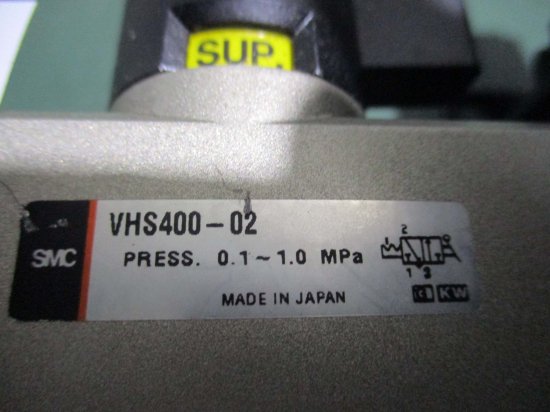 SUP.
VHS400-02
SMC
PRESS. 0.1~1.0 MPa
2
1 3
MADE IN JAPAN
KW